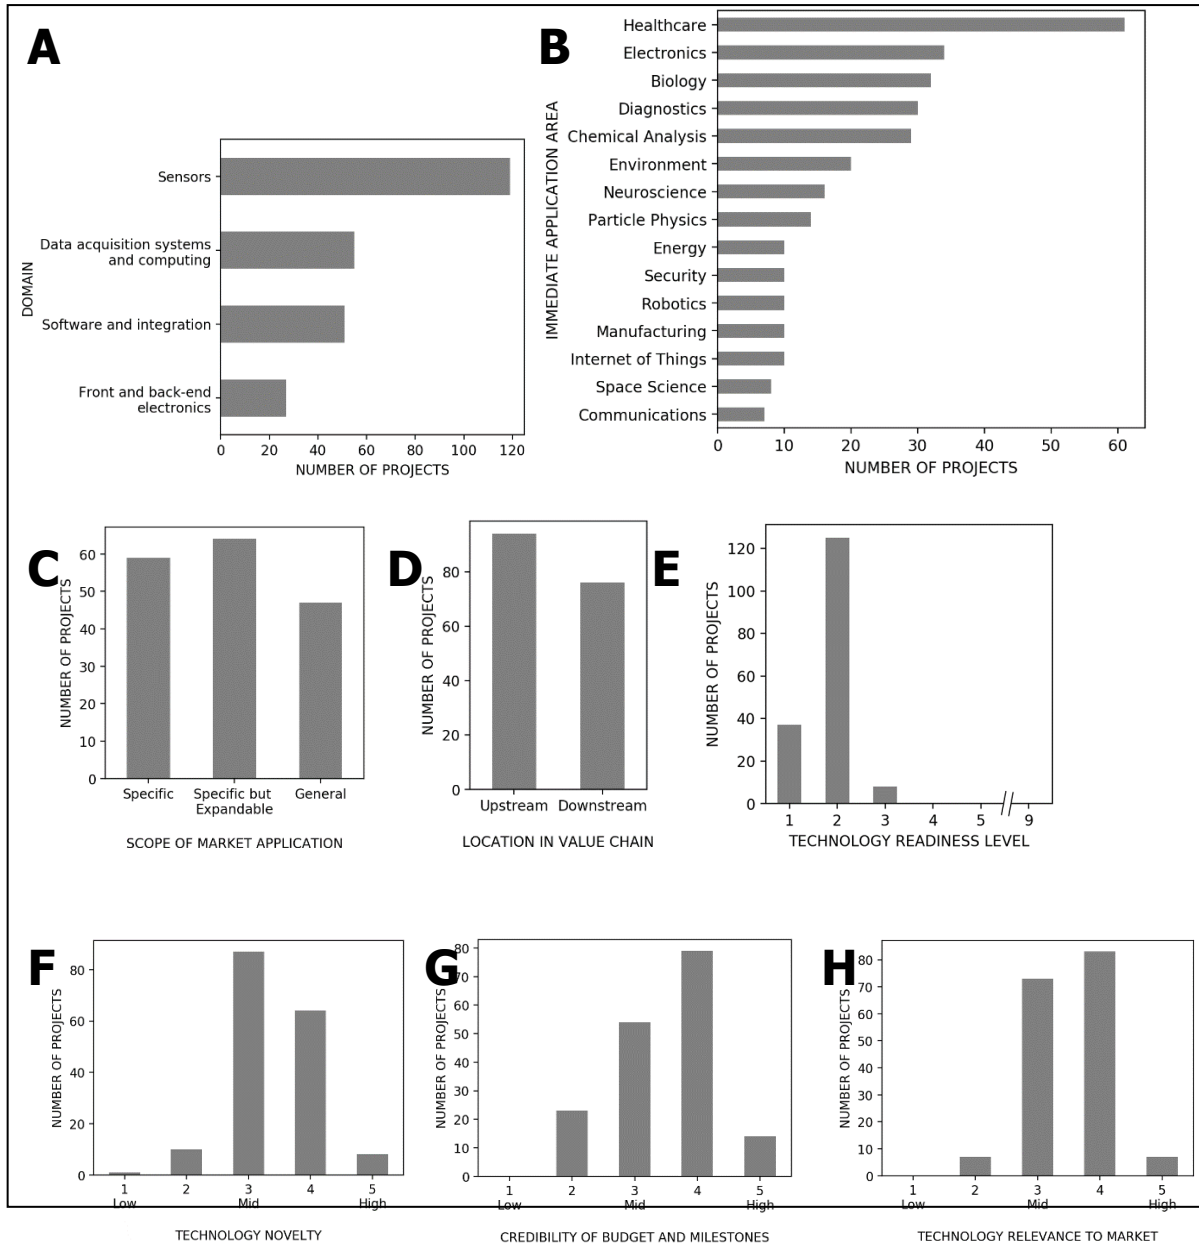 A
Sensors
Data acquisition systems
and computing
Software and integration
Front and back-end
electronics
DOMAIN
0 20 40 60 80 100 120
NUMBER OF PROJECTS
B
Healthcare
Electronics
Biology
Diagnostics
Chemical Analysis
Environment
Neuroscience
Particle Physics
Energy
Security
Robotics
Manufacturing
Internet of Things
Space Science
Communications
IMMEDIATE APPLICATION AREA
0 10 20 30 40 50 60
NUMBER OF PROJECTS
C
NUMBER OF PROJECTS
60
50
40
30
20
10
0
Specific Specific but General
Expandable
SCOPE OF MARKET APPLICATION
D
NUMBER OF PROJECTS
80
60
40
20
0
Upstream Downstream
LOCATION IN VALUE CHAIN
E
NUMBER OF PROJECTS
120
100
80
60
40
20
0
1 2 3 4 5 // 9
TECHNOLOGY READINESS LEVEL
F
NUMBER OF PROJECTS
80
60
40
20
0
1 2 3 4 5
Low Mid High
TECHNOLOGY NOVELTY
G
NUMBER OF PROJECTS
80
70
60
50
40
30
20
10
0
1 2 3 4 5
Low Mid High
CREDIBILITY OF BUDGET AND MILESTONES
H
NUMBER OF PROJECTS
80
70
60
50
40
30
20
10
0
1 2 3 4 5
Low Mid High
TECHNOLOGY RELEVANCE TO MARKET